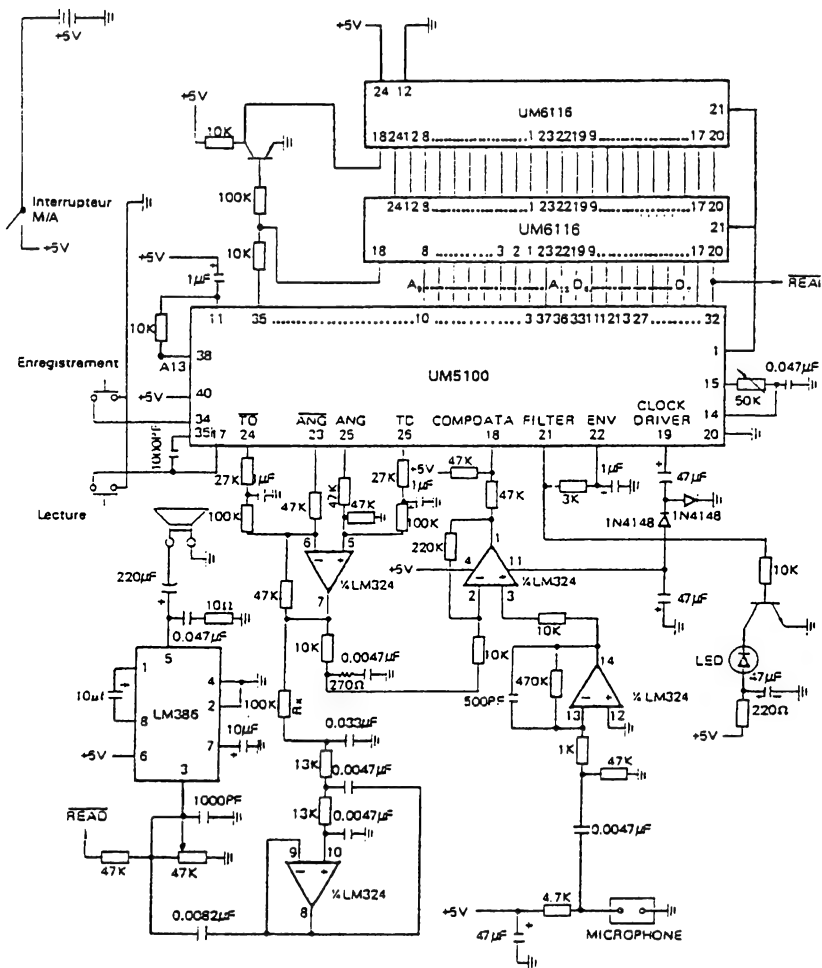 +5V
+5V
24 12
UM6116
21
+5V
10K
18 24 12 8 ........ 1 23 22 19 9 ........ 17 20
Interrupteur
M/A
+5V
100K
24 12 8 ........ 1 23 22 19 9 ........ 17 20
UM6116
21
18 8 ........ 3 2 1 23 22 19 9 ........ 17 20
+5V
1µF
10K
11 35 ........ 10 ........ 3 37 36 33 1 11 21 3 27 ........ 32
10K
A13
38
Enregistrement
+5V
40
34
35
17
1000PF
UM5100
1
15
50K
0.047µF
14
20
TO
24
ANG
23
ANG
25
TD
26
COMPDATA
18
FILTER
21
ENV
22
CLOCK
DRIVER
19
Lecture
27K
1µF
100K
47K
47K
47K
27K
1µF
100K
+5V
47K
47K
3K
1µF
47µF
1N4148
1N4148
6 5
7
¼ LM324
220K
1
4 11
+5V
2 3
¼ LM324
47µF
10K
LED
47µF
220Ω
+5V
220µF
0.047µF
10Ω
47K
10K
0.0047µF
270Ω
10K
10K
14
500PF
470K
¼ LM324
13 12
1K
47K
5
1
10µf
8
LM386
4
2
7
10µF
+5V
6
3
100K
Rx
0.033µF
13K
0.0047µF
13K
0.0047µF
1000PF
READ
47K
47K
9 10
8
¼ LM324
0.0082µF
0.0047µF
+5V
4.7K
47µF
MICROPHONE